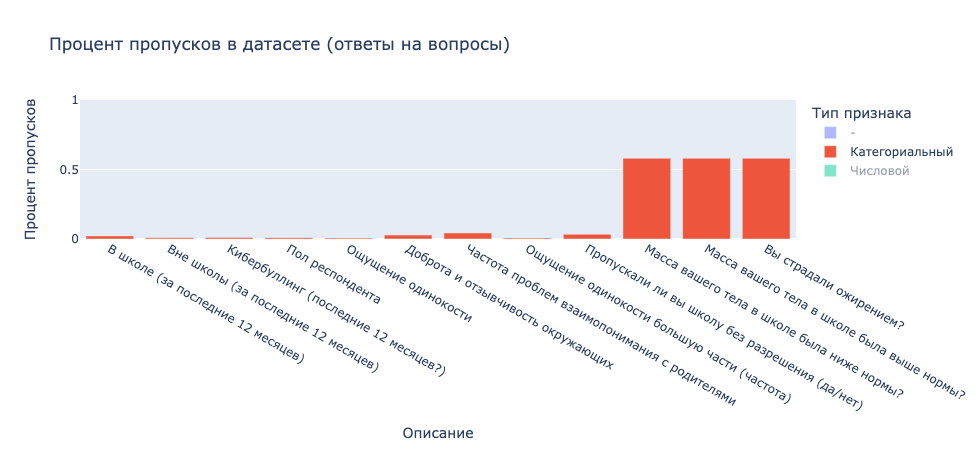 Процент пропусков в датасете (ответы на вопросы)
Процент пропусков
1
0.5
0
В школе (за последние 12 месяцев)
Вне школы (за последние 12 месяцев)
Кибербуллинг (последние 12 месяцев?)
Пол респондента
Ощущение одинокости
Доброта и отзывчивость окружающих
Частота проблем взаимопонимания с родителями
Ощущение одинокости большую части (частота)
Пропускали ли вы школу без разрешения (да/нет)
Масса вашего тела в школе была ниже нормы?
Масса вашего тела в школе была выше нормы?
Вы страдали ожирением?
Описание
Тип признака
-
Категориальный
Числовой